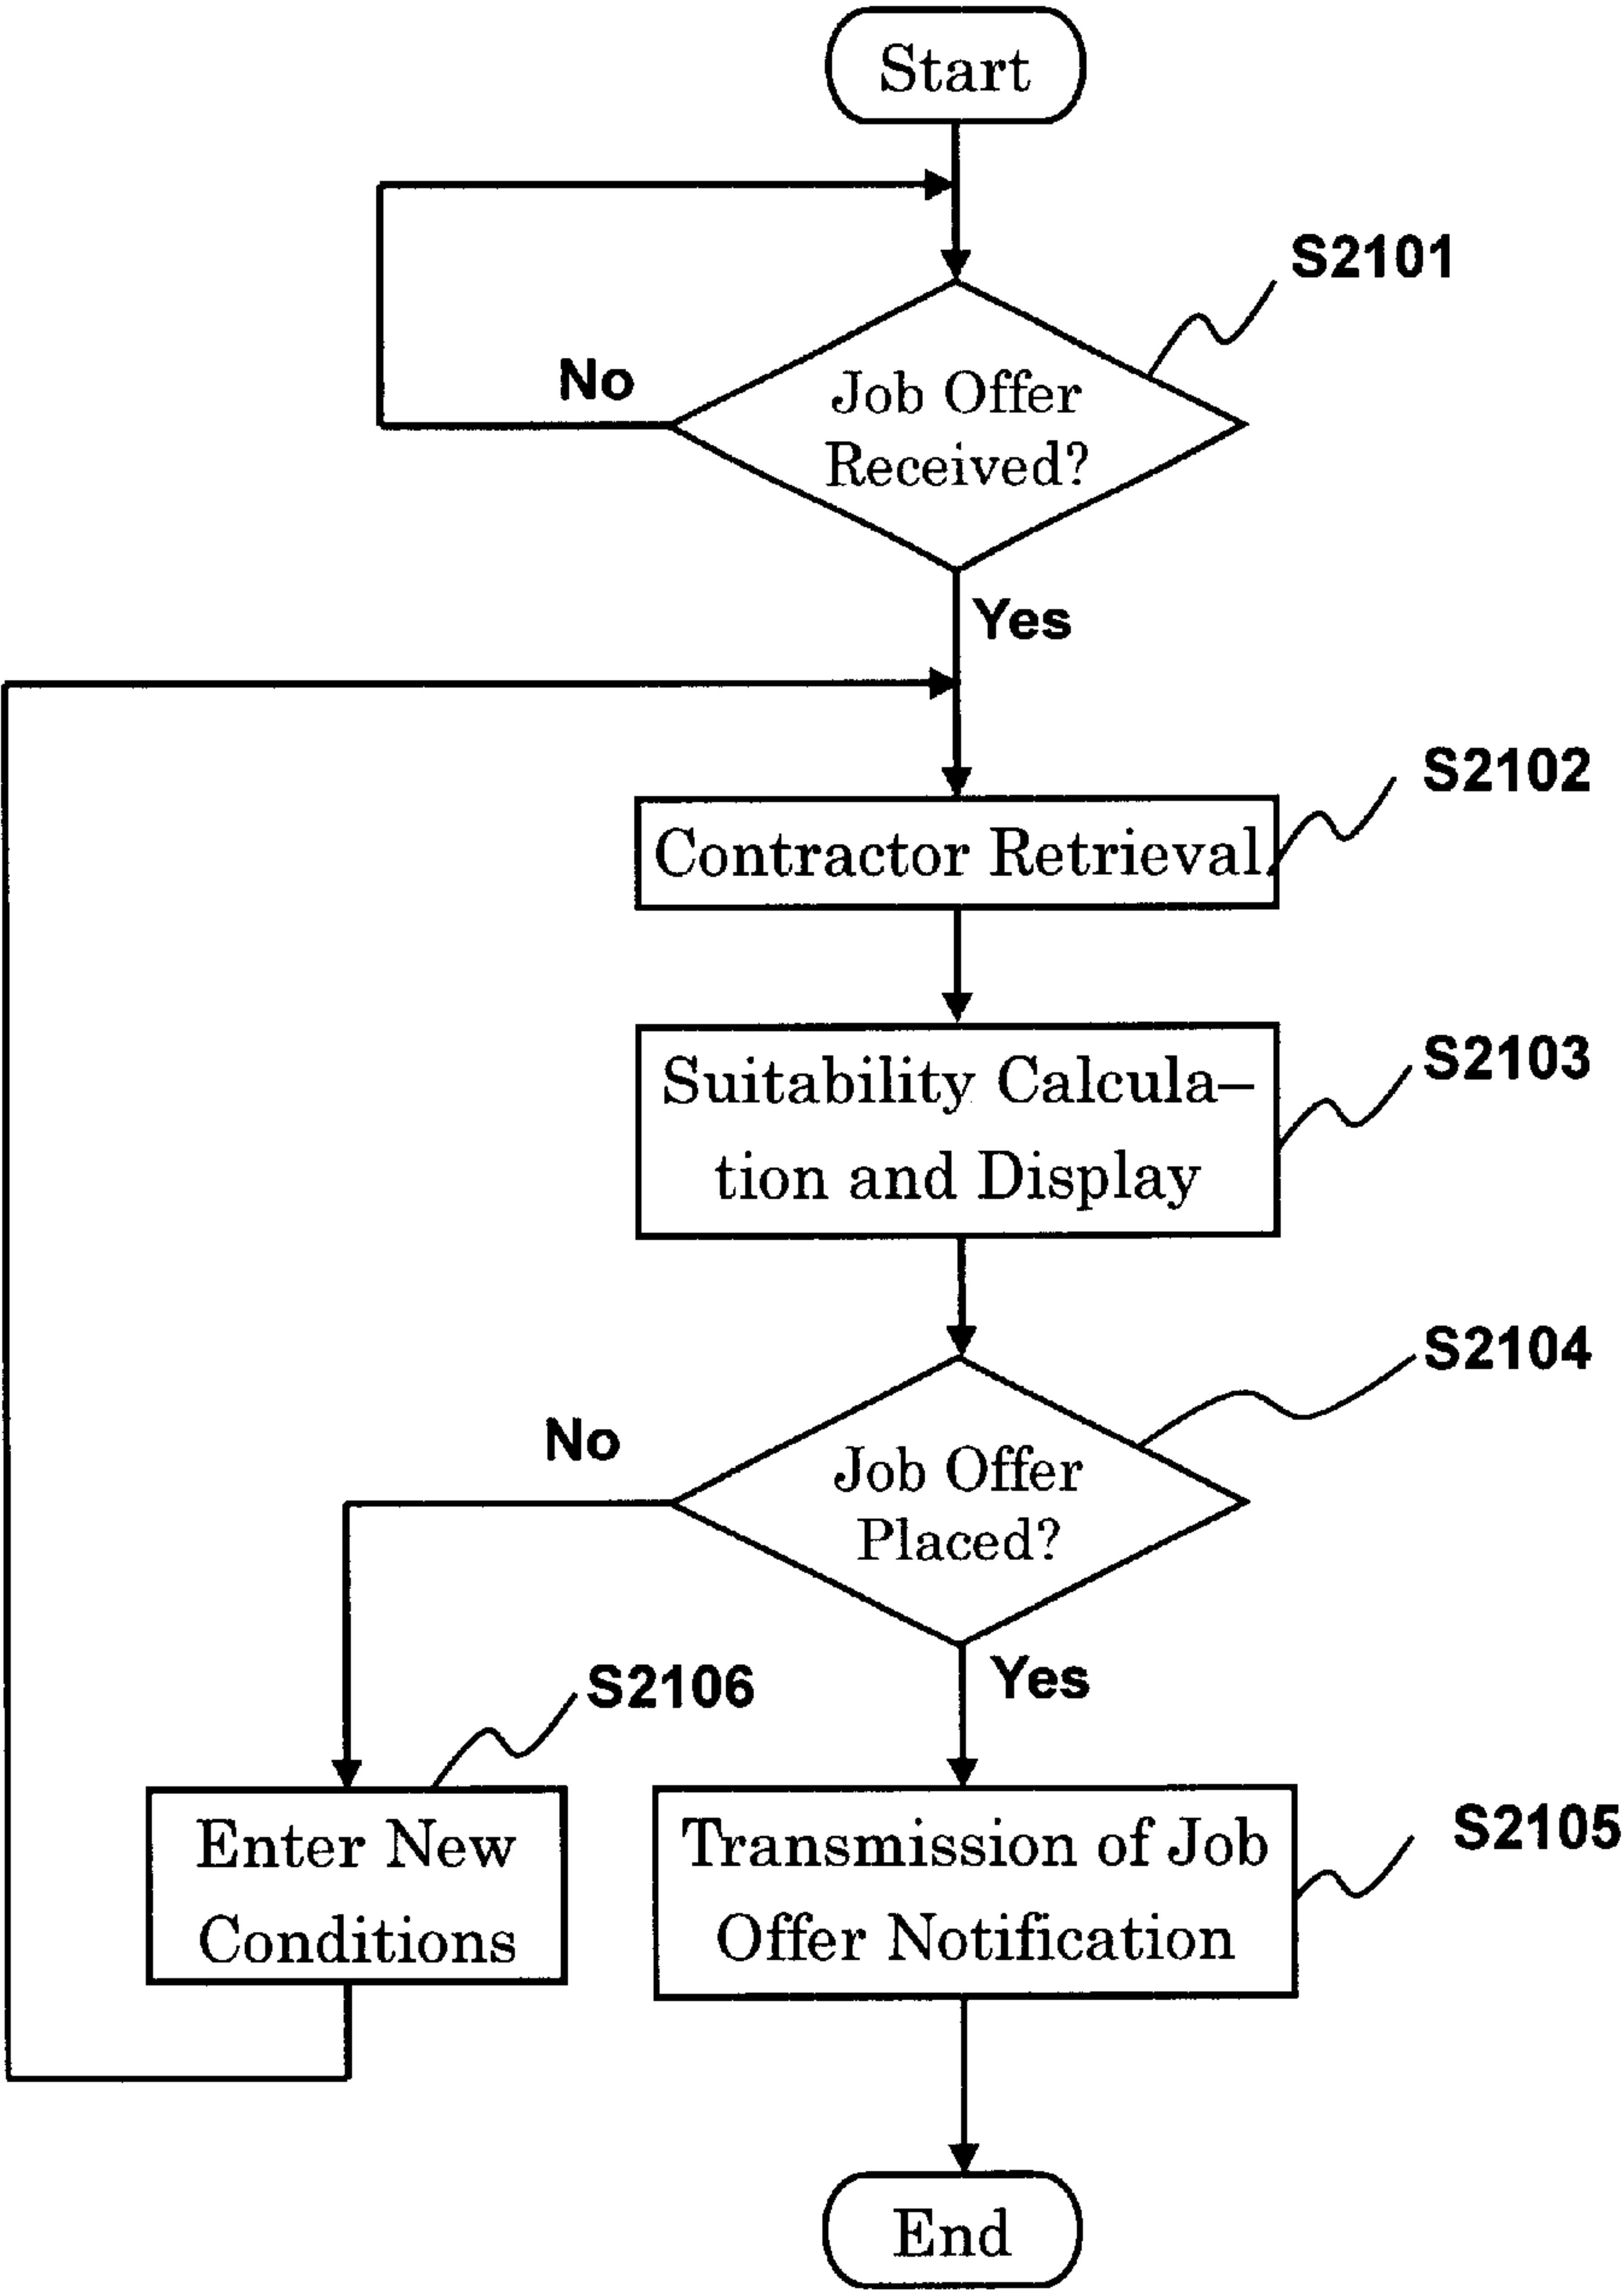 Start
S2101
No
Job Offer
Received?
Yes
S2102
Contractor Retrieval
S2103
Suitability Calcula–
tion and Display
S2104
No
Job Offer
Placed?
Yes
S2106
Enter New
Conditions
S2105
Transmission of Job
Offer Notification
End